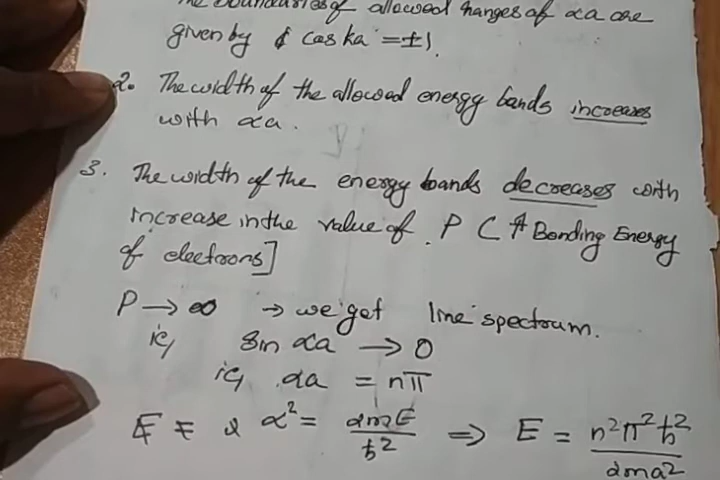 The boundaries of allowed ranges of αa are
given by cos ka = ±1.
2. The width of the allowed energy bands increases
with αa.
3. The width of the energy bands decreases with
increase in the value of P (↑ Bonding Energy
of electrons]
P → ∞ → we get line spectrum.
ie, sin αa → 0
ie, αa = nπ
α² = 2mE/ħ² ⇒ E = n²π²ħ²/2ma²